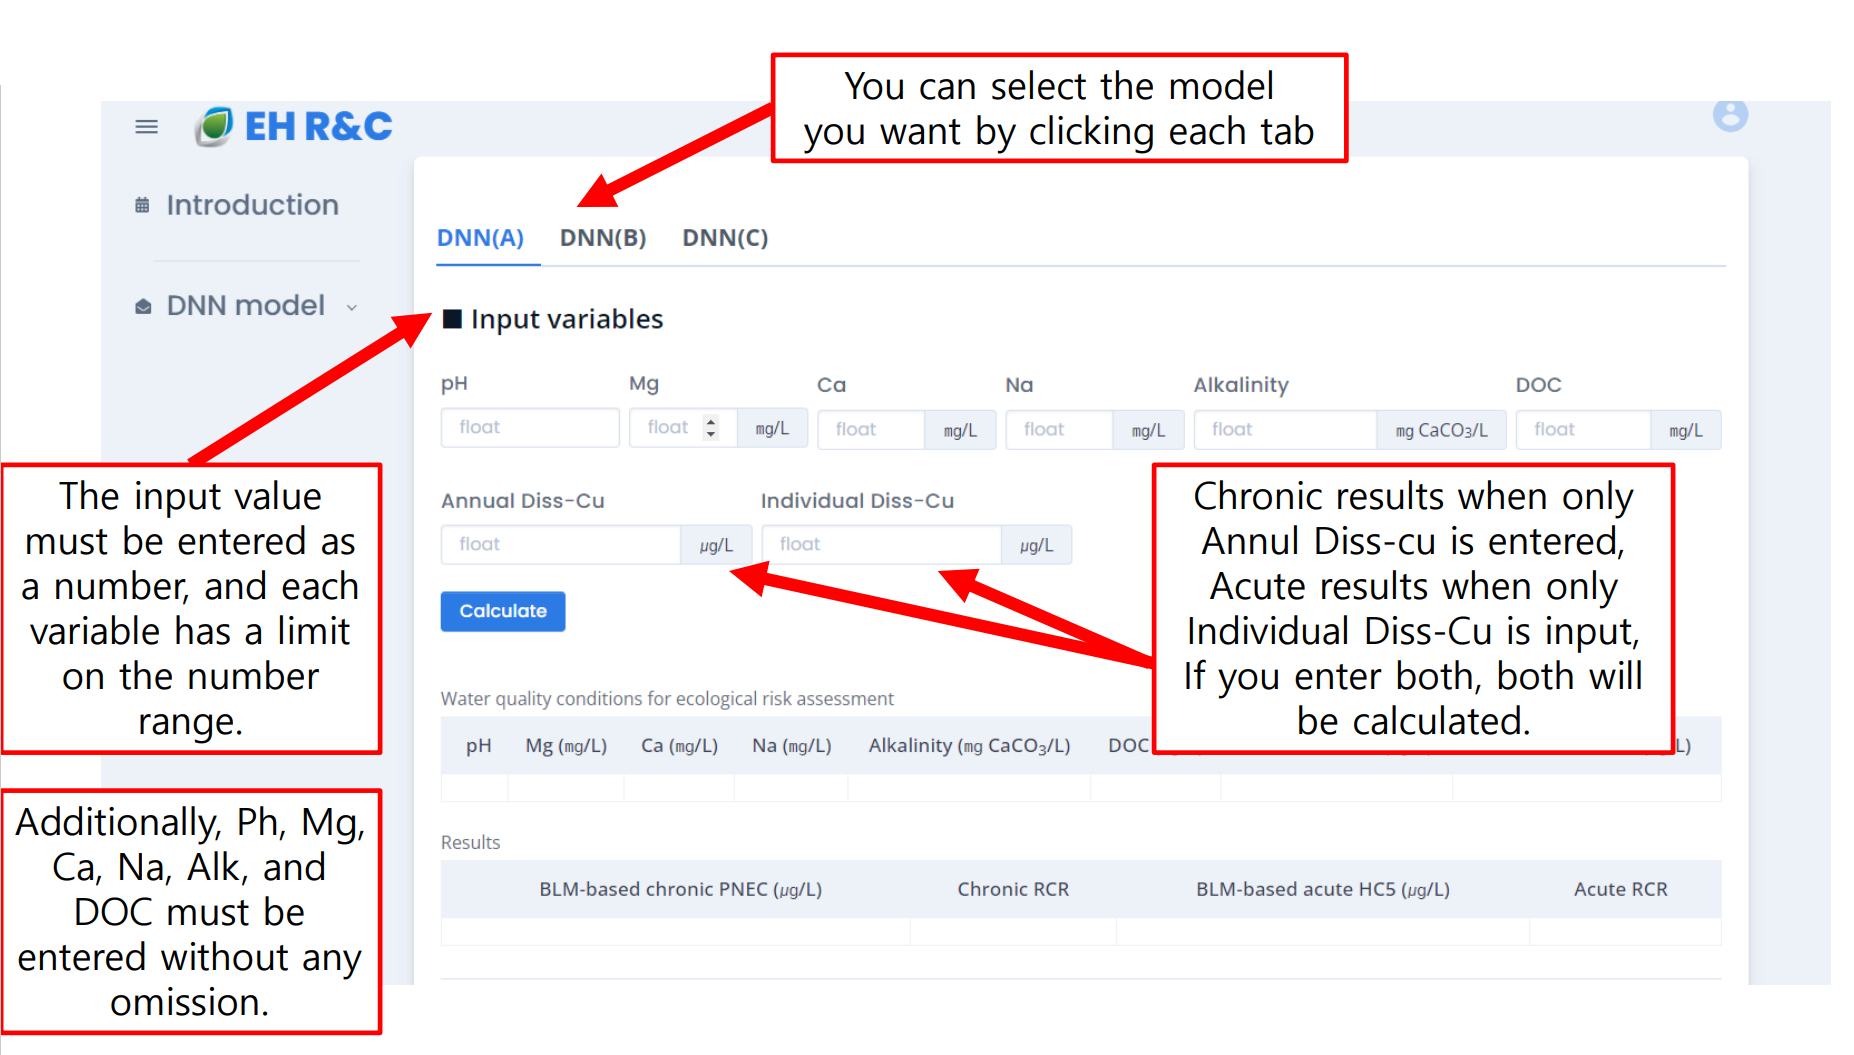 You can select the model
you want by clicking each tab
EH R&C
Introduction
DNN model
DNN(A) DNN(B) DNN(C)
■ Input variables
pH Mg Ca Na Alkalinity DOC
float float mg/L float mg/L float mg/L float mg CaCO₃/L float mg/L
Annual Diss-Cu Individual Diss-Cu
float µg/L float µg/L
Calculate
The input value
must be entered as
a number, and each
variable has a limit
on the number
range.
Chronic results when only
Annul Diss-cu is entered,
Acute results when only
Individual Diss-Cu is input,
If you enter both, both will
be calculated.
Water quality conditions for ecological risk assessment
pH Mg (mg/L) Ca (mg/L) Na (mg/L) Alkalinity (mg CaCO₃/L) DOC
Additionally, Ph, Mg,
Ca, Na, Alk, and
DOC must be
entered without any
omission.
Results
BLM-based chronic PNEC (µg/L) Chronic RCR BLM-based acute HC5 (µg/L) Acute RCR